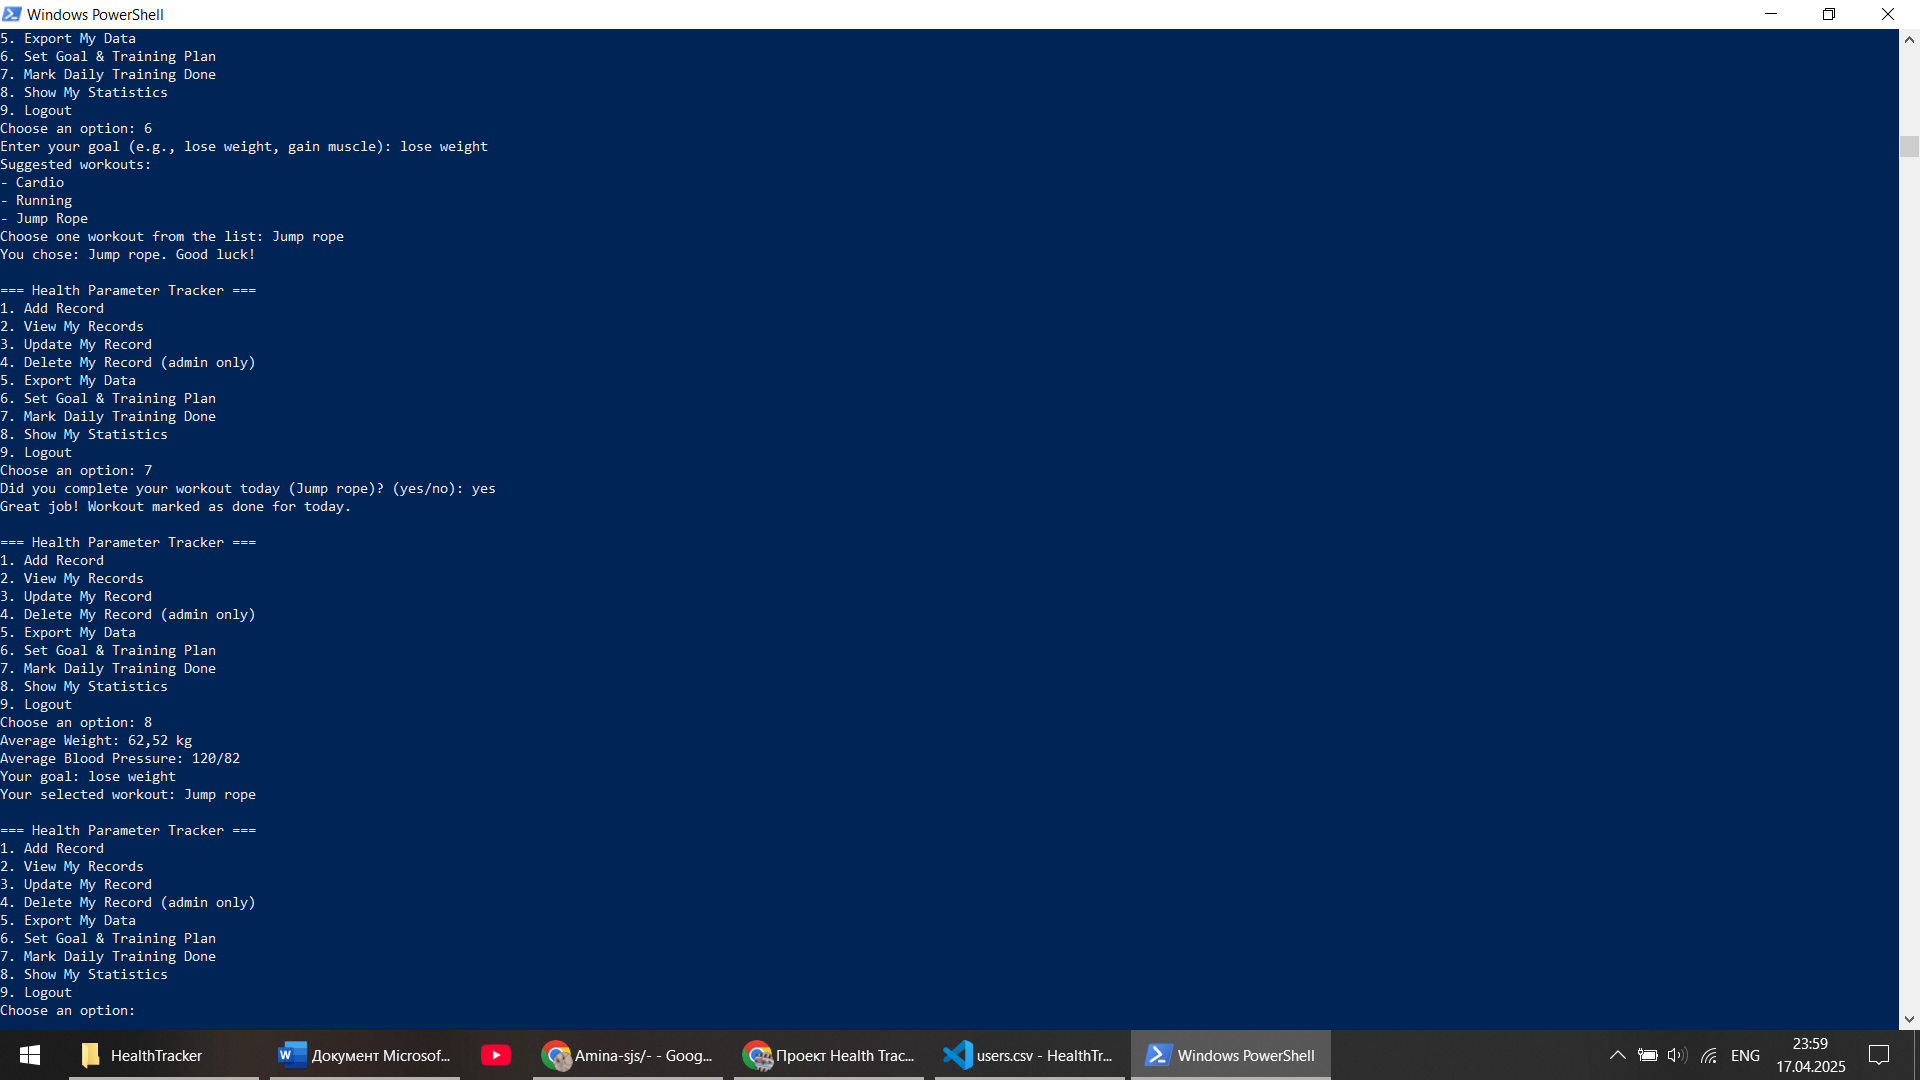 Windows PowerShell
5. Export My Data
6. Set Goal & Training Plan
7. Mark Daily Training Done
8. Show My Statistics
9. Logout
Choose an option: 6
Enter your goal (e.g., lose weight, gain muscle): lose weight
Suggested workouts:
- Cardio
- Running
- Jump Rope
Choose one workout from the list: Jump rope
You chose: Jump rope. Good luck!
=== Health Parameter Tracker ===
1. Add Record
2. View My Records
3. Update My Record
4. Delete My Record (admin only)
5. Export My Data
6. Set Goal & Training Plan
7. Mark Daily Training Done
8. Show My Statistics
9. Logout
Choose an option: 7
Did you complete your workout today (Jump rope)? (yes/no): yes
Great job! Workout marked as done for today.
=== Health Parameter Tracker ===
1. Add Record
2. View My Records
3. Update My Record
4. Delete My Record (admin only)
5. Export My Data
6. Set Goal & Training Plan
7. Mark Daily Training Done
8. Show My Statistics
9. Logout
Choose an option: 8
Average Weight: 62,52 kg
Average Blood Pressure: 120/82
Your goal: lose weight
Your selected workout: Jump rope
=== Health Parameter Tracker ===
1. Add Record
2. View My Records
3. Update My Record
4. Delete My Record (admin only)
5. Export My Data
6. Set Goal & Training Plan
7. Mark Daily Training Done
8. Show My Statistics
9. Logout
Choose an option:
HealthTracker
Документ Microsof...
Amina-sjs/- - Goog...
Проект Health Trac...
users.csv - HealthTr...
Windows PowerShell
ENG
23:59
17.04.2025